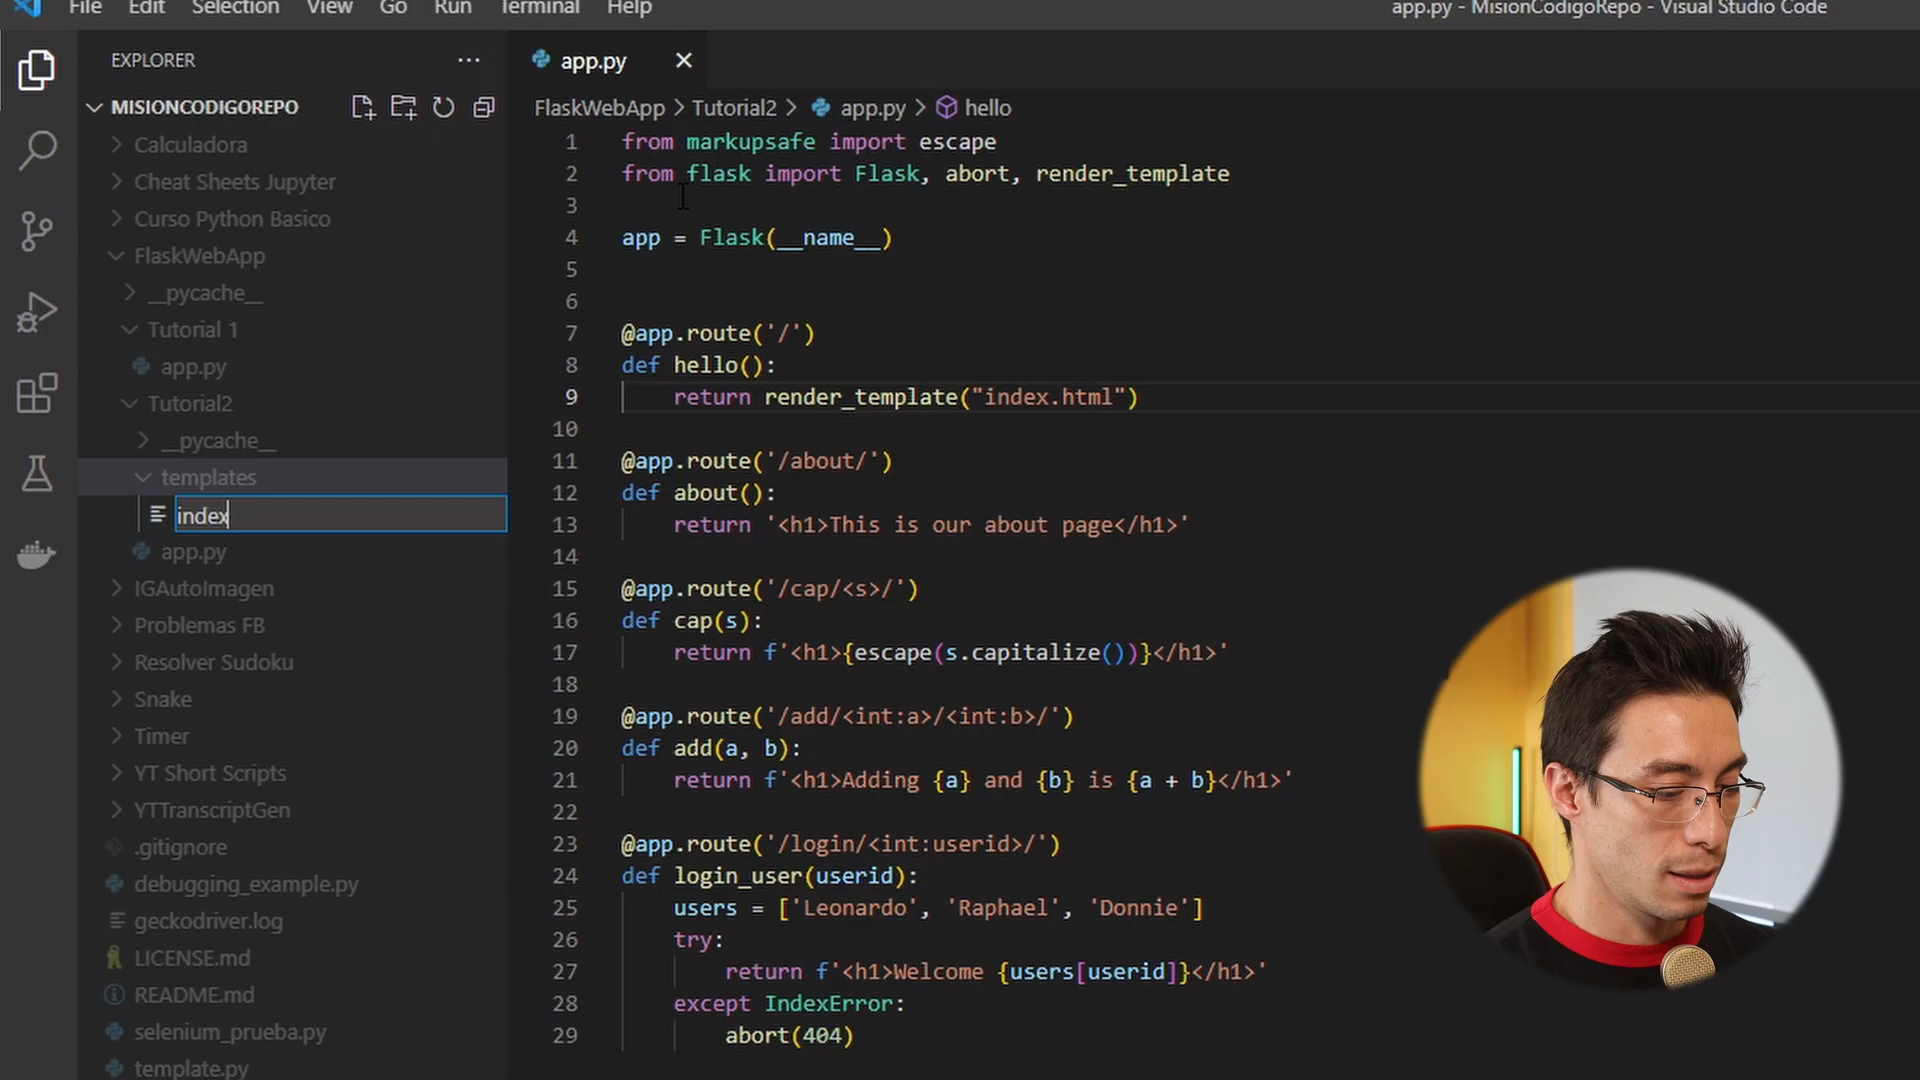 File Edit Selection View Go Run Terminal Help
app.py - MisionCodigoRepo - Visual Studio Code
EXPLORER
MISIONCODIGOREPO
Calculadora
Cheat Sheets Jupyter
Curso Python Basico
FlaskWebApp
__pycache__
Tutorial 1
app.py
Tutorial2
__pycache__
templates
index
app.py
IGAutoImagen
Problemas FB
Resolver Sudoku
Snake
Timer
YT Short Scripts
YTTranscriptGen
.gitignore
debugging_example.py
geckodriver.log
LICENSE.md
README.md
selenium_prueba.py
template.py
app.py
FlaskWebApp > Tutorial2 > app.py > hello
1 from markupsafe import escape
2 from flask import Flask, abort, render_template
3
4 app = Flask(__name__)
5
6
7 @app.route('/')
8 def hello():
9 return render_template("index.html")
10
11 @app.route('/about/')
12 def about():
13 return '<h1>This is our about page</h1>'
14
15 @app.route('/cap/<s>/')
16 def cap(s):
17 return f'<h1>{escape(s.capitalize())}</h1>'
18
19 @app.route('/add/<int:a>/<int:b>/')
20 def add(a, b):
21 return f'<h1>Adding {a} and {b} is {a + b}</h1>'
22
23 @app.route('/login/<int:userid>/')
24 def login_user(userid):
25 users = ['Leonardo', 'Raphael', 'Donnie']
26 try:
27 return f'<h1>Welcome {users[userid]}</h1>'
28 except IndexError:
29 abort(404)